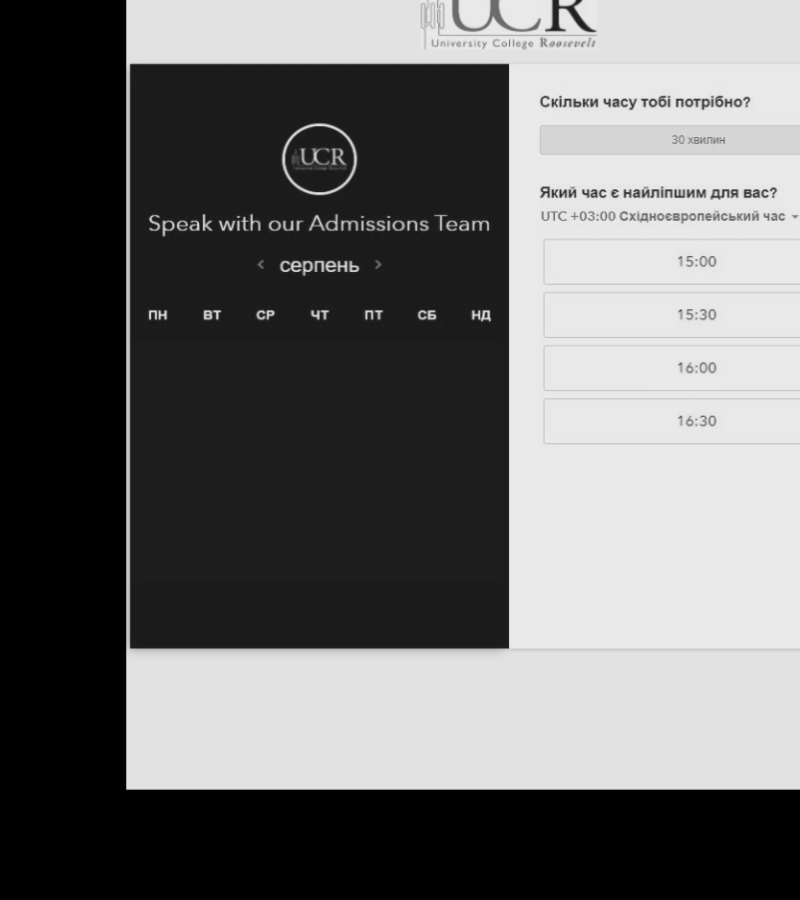 UCR
University College Roosevelt
UCR
Speak with our Admissions Team
серпень
ПН ВТ СР ЧТ ПТ СБ НД
Скільки часу тобі потрібно?
30 хвилин
Який час є найліпшим для вас?
UTC +03:00 Східноєвропейський час
15:00
15:30
16:00
16:30